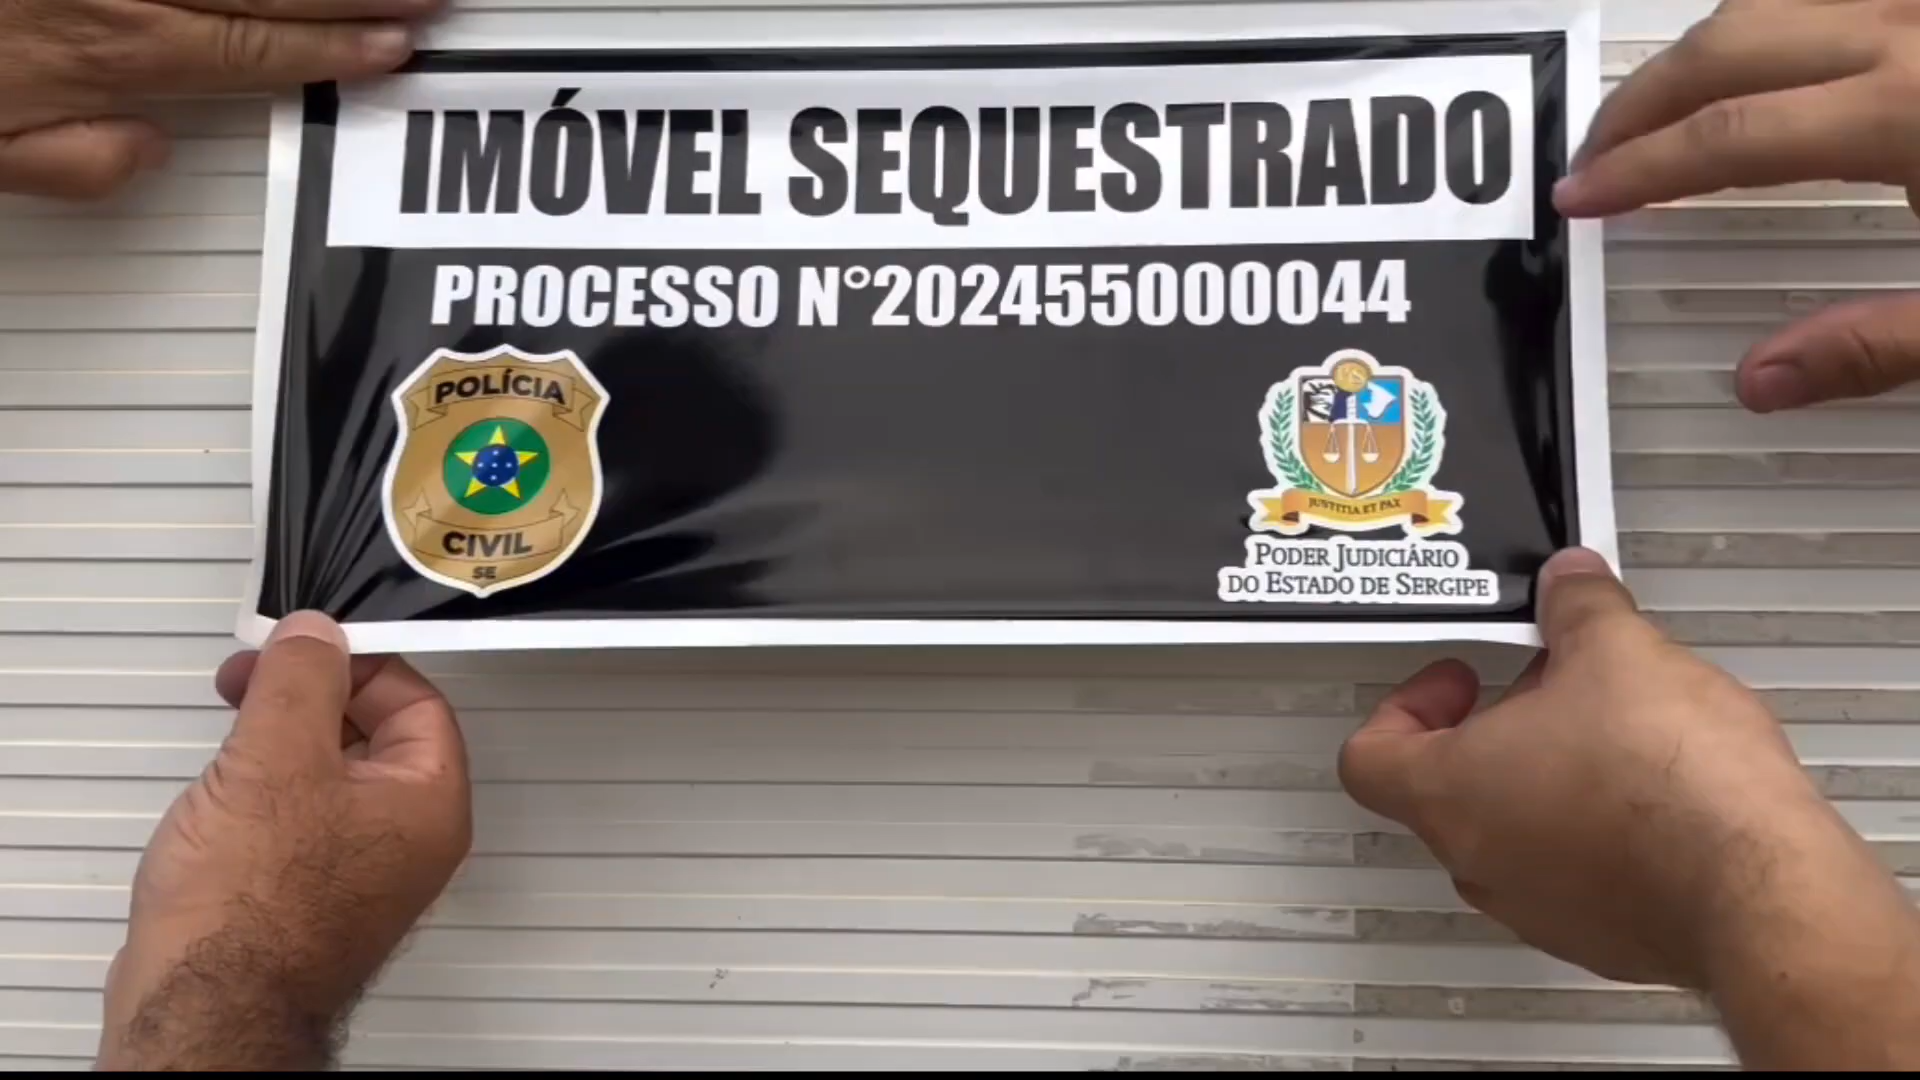 IMÓVEL SEQUESTRADO
PROCESSO N°202455000044
POLÍCIA
CIVIL
SE
JUSTITIA ET PAX
PODER JUDICIÁRIO
DO ESTADO DE SERGIPE